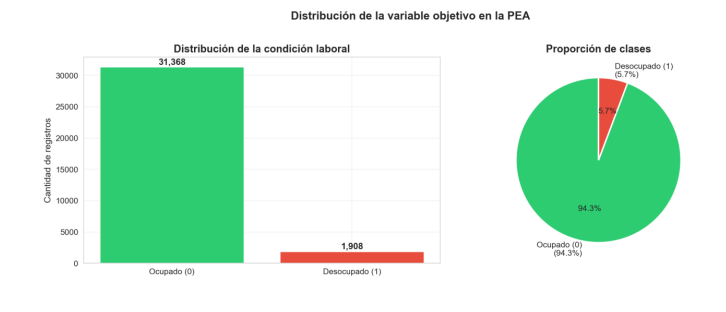 Distribución de la variable objetivo en la PEA
Distribución de la condición laboral
31,368
30000
25000
20000
15000
10000
5000
0
Cantidad de registros
1,908
Ocupado (0)
Desocupado (1)
Proporción de clases
Desocupado (1)
(5.7%)
5.7%
94.3%
Ocupado (0)
(94.3%)